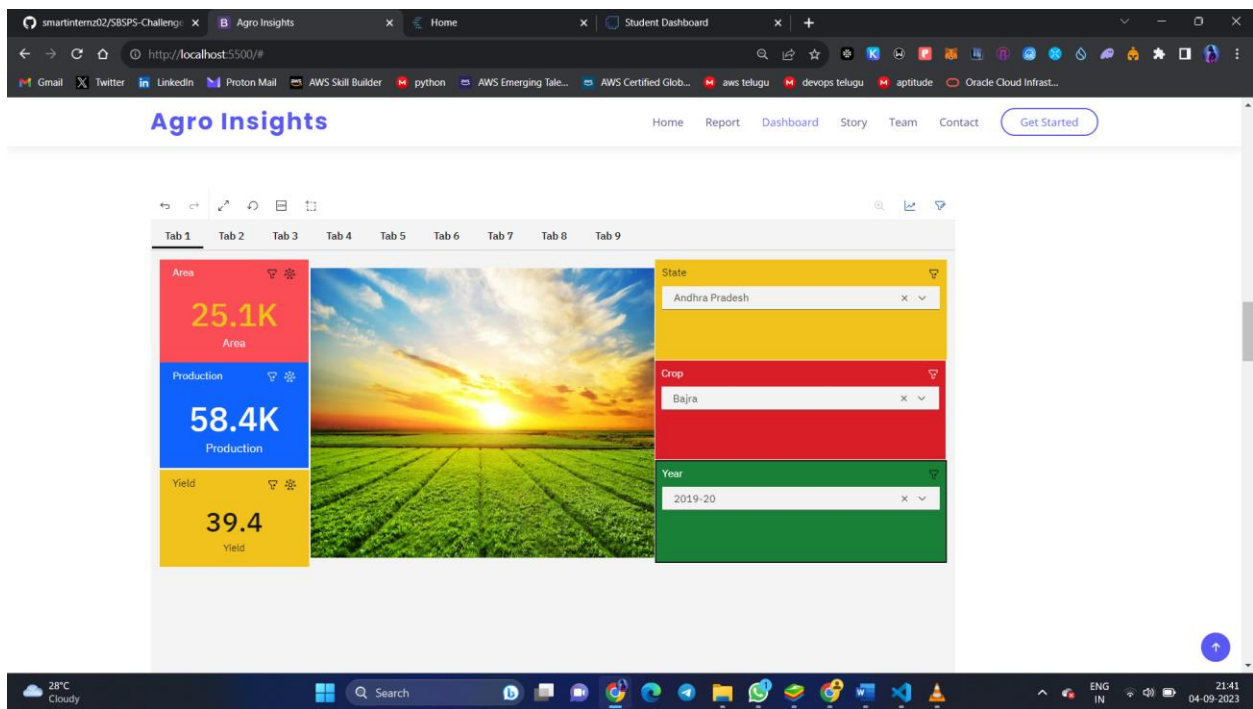 smartinternz02/SBSPS-Challenge
Agro Insights
Home
Student Dashboard
http://localhost:5500/#
Gmail Twitter LinkedIn Proton Mail AWS Skill Builder python AWS Emerging Tale... AWS Certified Glob... aws telugu devops telugu aptitude Oracle Cloud Infrast...
Agro Insights
Home Report Dashboard Story Team Contact Get Started
Tab 1 Tab 2 Tab 3 Tab 4 Tab 5 Tab 6 Tab 7 Tab 8 Tab 9
Area
25.1K
Area
Production
58.4K
Production
Yield
39.4
Yield
State
Andhra Pradesh
Crop
Bajra
Year
2019-20
28°C
Cloudy
Search
ENG
IN
21:41
04-09-2023